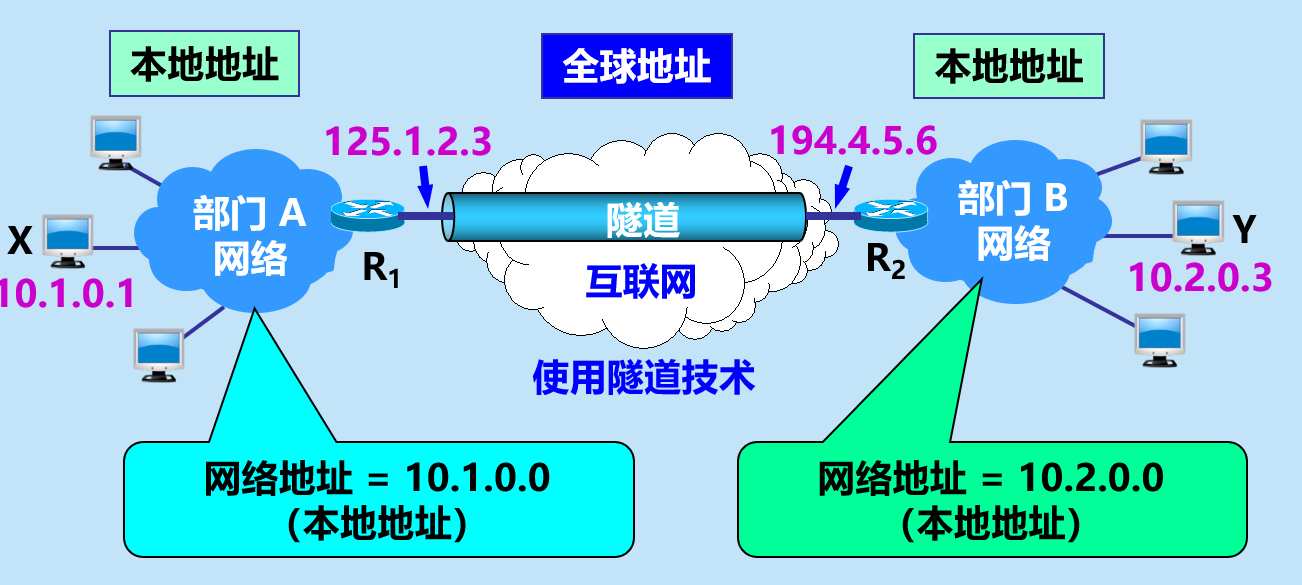 本地地址
全球地址
本地地址
125.1.2.3
194.4.5.6
部门 A
网络
隧道
部门 B
网络
X
Y
R1
R2
互联网
10.1.0.1
10.2.0.3
使用隧道技术
网络地址 = 10.1.0.0
（本地地址）
网络地址 = 10.2.0.0
（本地地址）